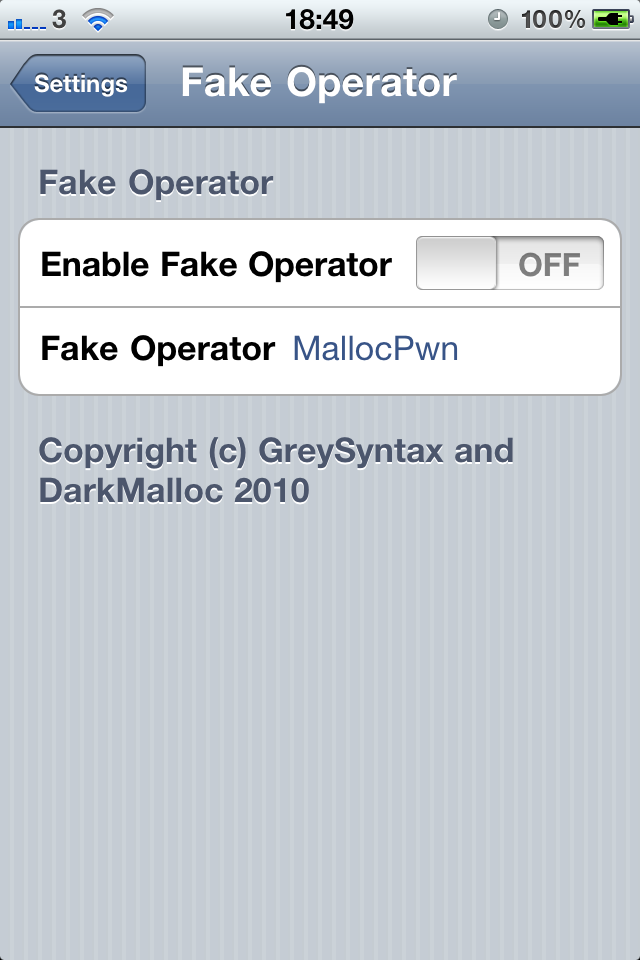 3 18:49 100%
Settings Fake Operator
Fake Operator
Enable Fake Operator OFF
Fake Operator MallocPwn
Copyright (c) GreySyntax and
DarkMalloc 2010